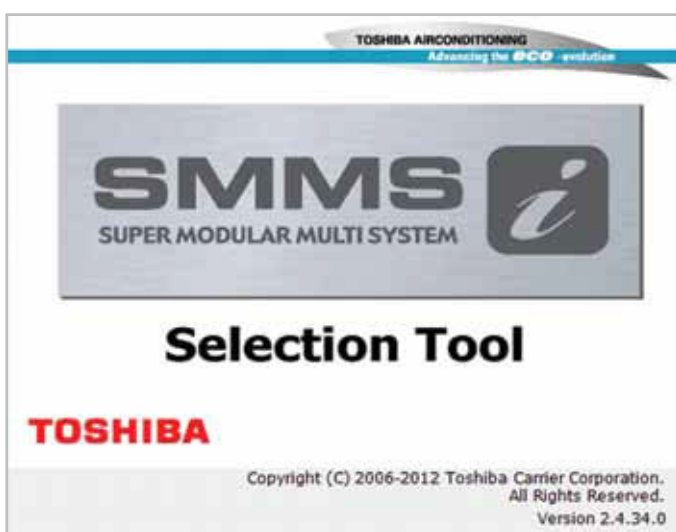 TOSHIBA AIRCONDITIONING
Advancing the eco-evolution
SMMS i
SUPER MODULAR MULTI SYSTEM
Selection Tool
TOSHIBA
Copyright (C) 2006-2012 Toshiba Carrier Corporation.
All Rights Reserved.
Version 2.4.34.0